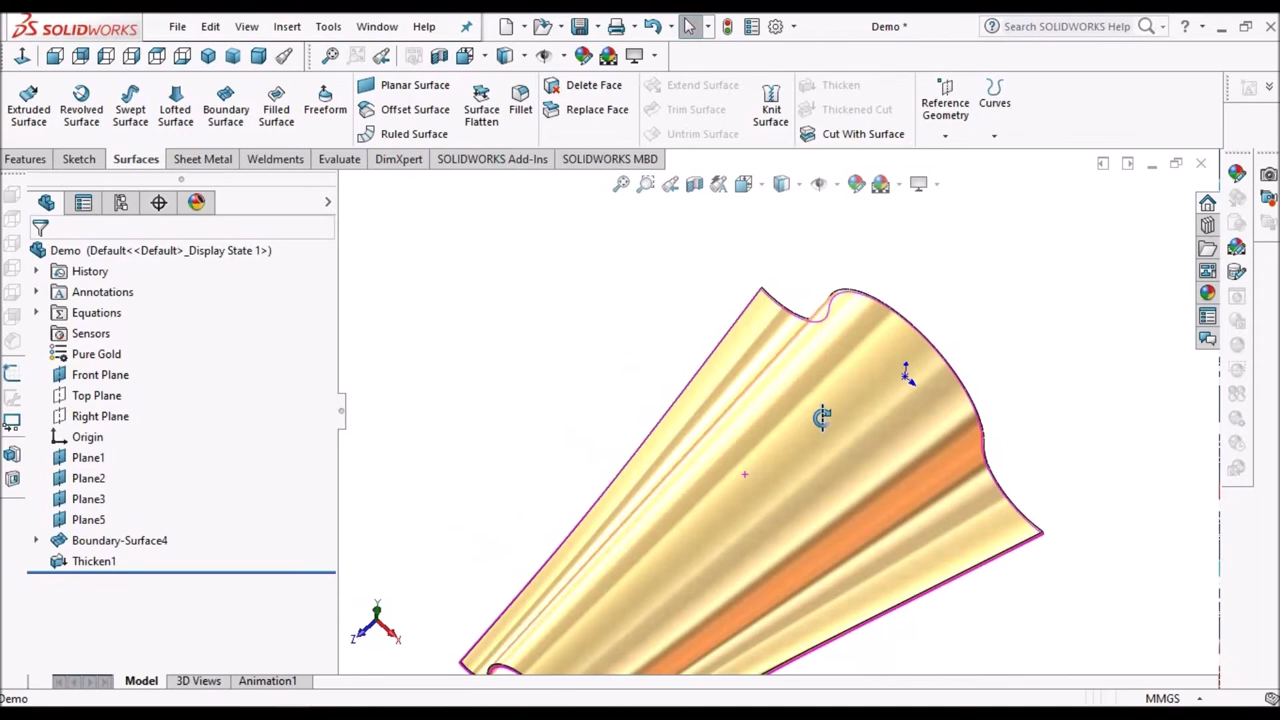 SOLIDWORKS File Edit View Insert Tools Window Help Demo * Search SOLIDWORKS Help ?
Extruded Surface
Revolved Surface
Swept Surface
Lofted Surface
Boundary Surface
Filled Surface
Freeform
Planar Surface
Offset Surface
Ruled Surface
Surface Flatten
Fillet
Delete Face
Replace Face
Extend Surface
Trim Surface
Untrim Surface
Knit Surface
Thicken
Thickened Cut
Cut With Surface
Reference Geometry
Curves
Features Sketch Surfaces Sheet Metal Weldments Evaluate DimXpert SOLIDWORKS Add-Ins SOLIDWORKS MBD
Demo (Default<<Default>_Display State 1>)
History
Annotations
Equations
Sensors
Pure Gold
Front Plane
Top Plane
Right Plane
Origin
Plane1
Plane2
Plane3
Plane5
Boundary-Surface4
Thicken1
Y
Z X
Model 3D Views Animation1
Demo MMGS